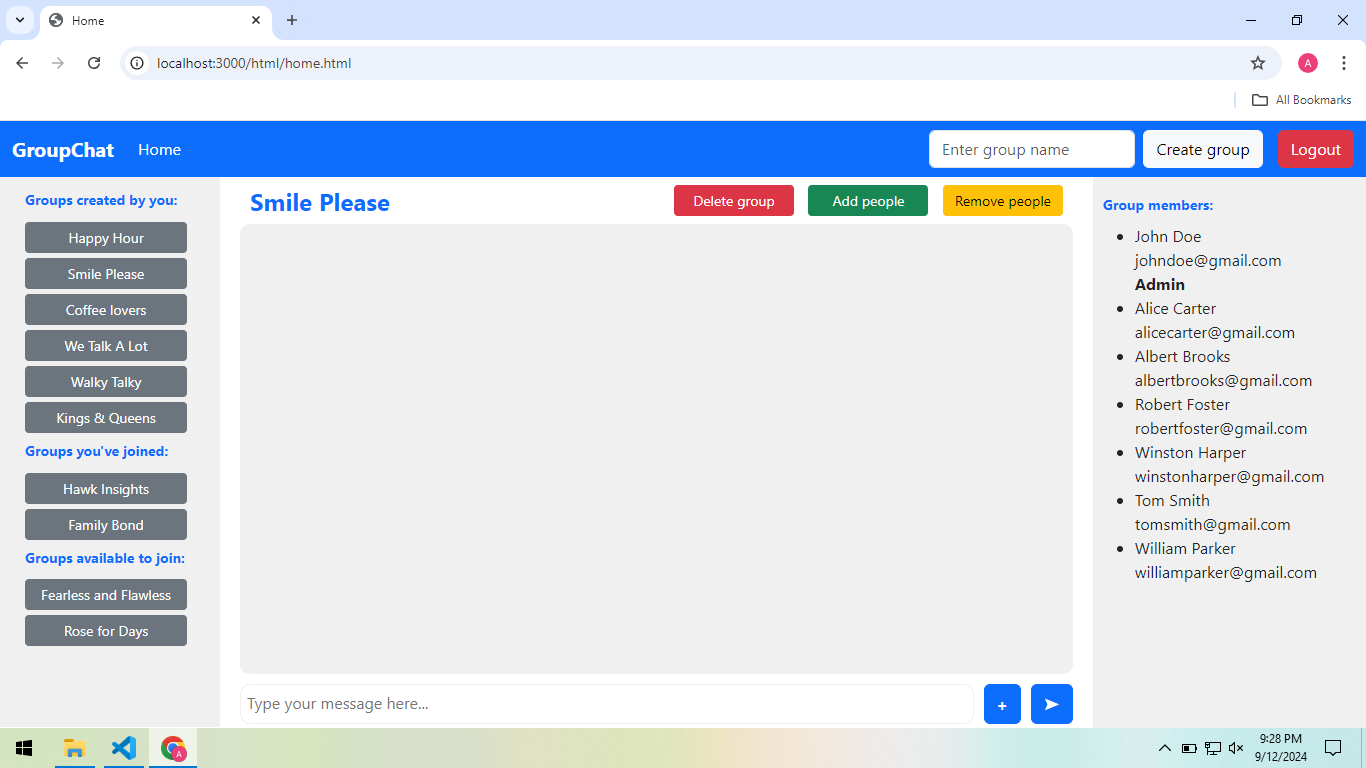 Home
localhost:3000/html/home.html
A
All Bookmarks
GroupChat
Home
Enter group name
Create group
Logout
Groups created by you:
Happy Hour
Smile Please
Coffee lovers
We Talk A Lot
Walky Talky
Kings & Queens
Groups you've joined:
Hawk Insights
Family Bond
Groups available to join:
Fearless and Flawless
Rose for Days
Smile Please
Delete group
Add people
Remove people
Type your message here...
+
Group members:
John Doe
johndoe@gmail.com
Admin
Alice Carter
alicecarter@gmail.com
Albert Brooks
albertbrooks@gmail.com
Robert Foster
robertfoster@gmail.com
Winston Harper
winstonharper@gmail.com
Tom Smith
tomsmith@gmail.com
William Parker
williamparker@gmail.com
A
9:28 PM
9/12/2024